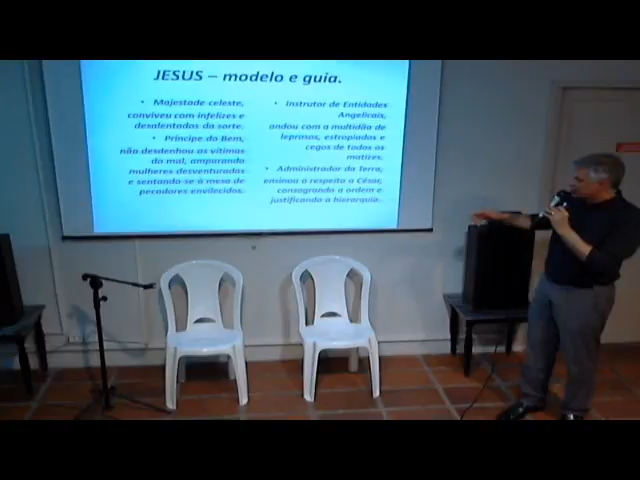 JESUS – modelo e guia.
• Majestade celeste,
conviveu com infelizes e
desalentados da sorte.
• Príncipe do Bem,
não desdenhou as vítimas
do mal, amparando
mulheres desventuradas
e sentando-se à mesa de
pecadores envilecidos.
• Instrutor de Entidades
Angelicais,
andou com a multidão de
leprosos, estropiados e
cegos de todos os
matizes.
• Administrador da Terra,
ensinou o respeito a César,
consagrando a ordem e
justificando a hierarquia.